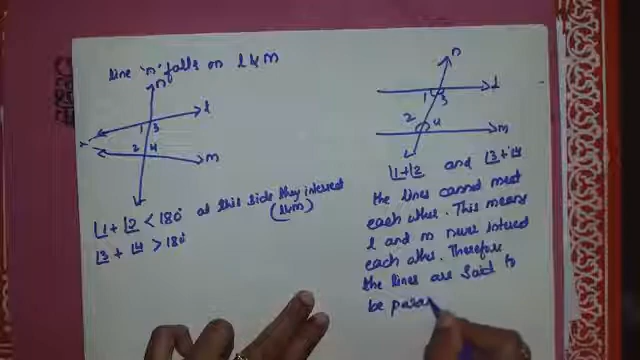 line 'n' falls on l & m
n
l
1 3
2 4
m
∠1 + ∠2 < 180° at this side they interest
(l&m)
∠3 + ∠4 > 180°
n
l
1 3
2 4
m
∠1+∠2 and ∠3+∠4
the lines cannot meet
each other. This means
l and m never interest
each other. Therefore
the lines are said to
be para